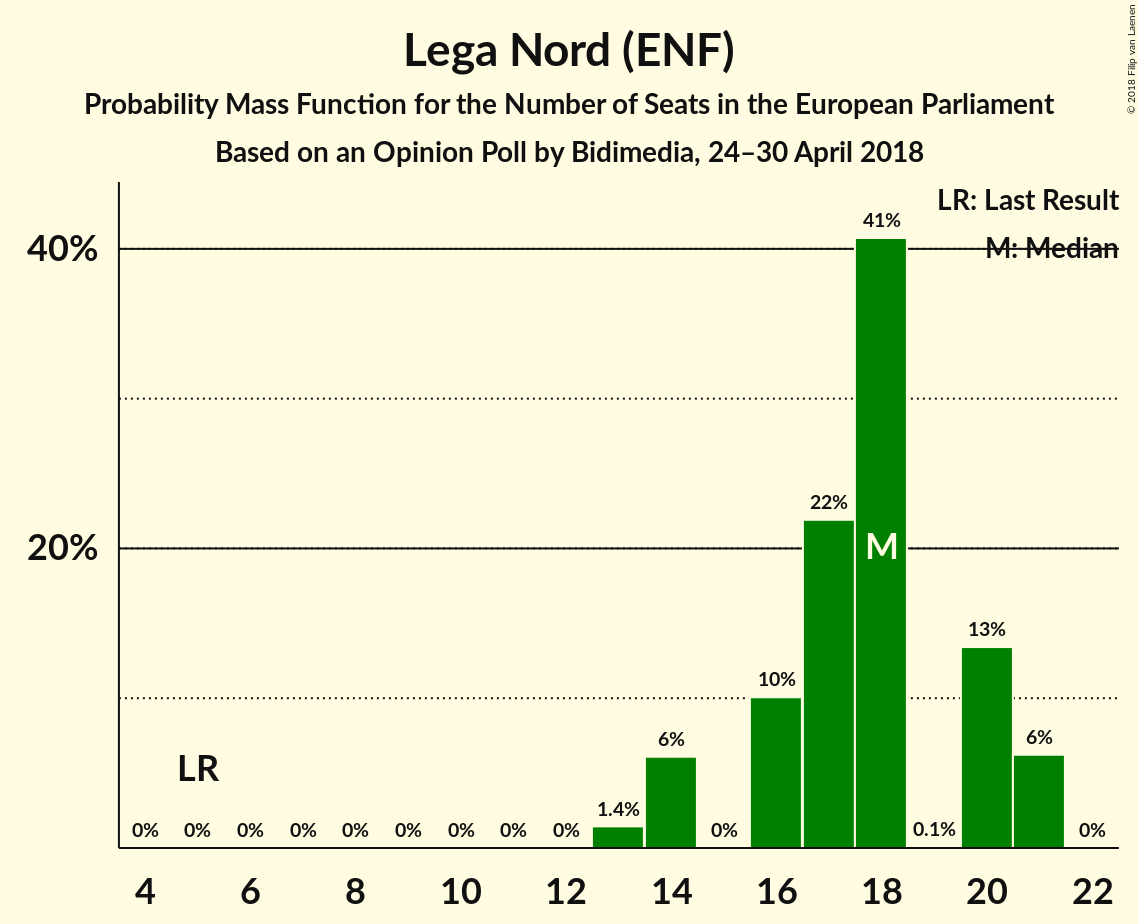 Lega Nord (ENF)
Probability Mass Function for the Number of Seats in the European Parliament
Based on an Opinion Poll by Bidimedia, 24–30 April 2018
© 2018 Filip van Laenen
LR: Last Result
M: Median
40%
20%
41%
22%
M
13%
10%
6%
6%
LR
1.4%
0% 0% 0% 0% 0% 0% 0% 0% 0% 0% 0.1% 0%
4 6 8 10 12 14 16 18 20 22